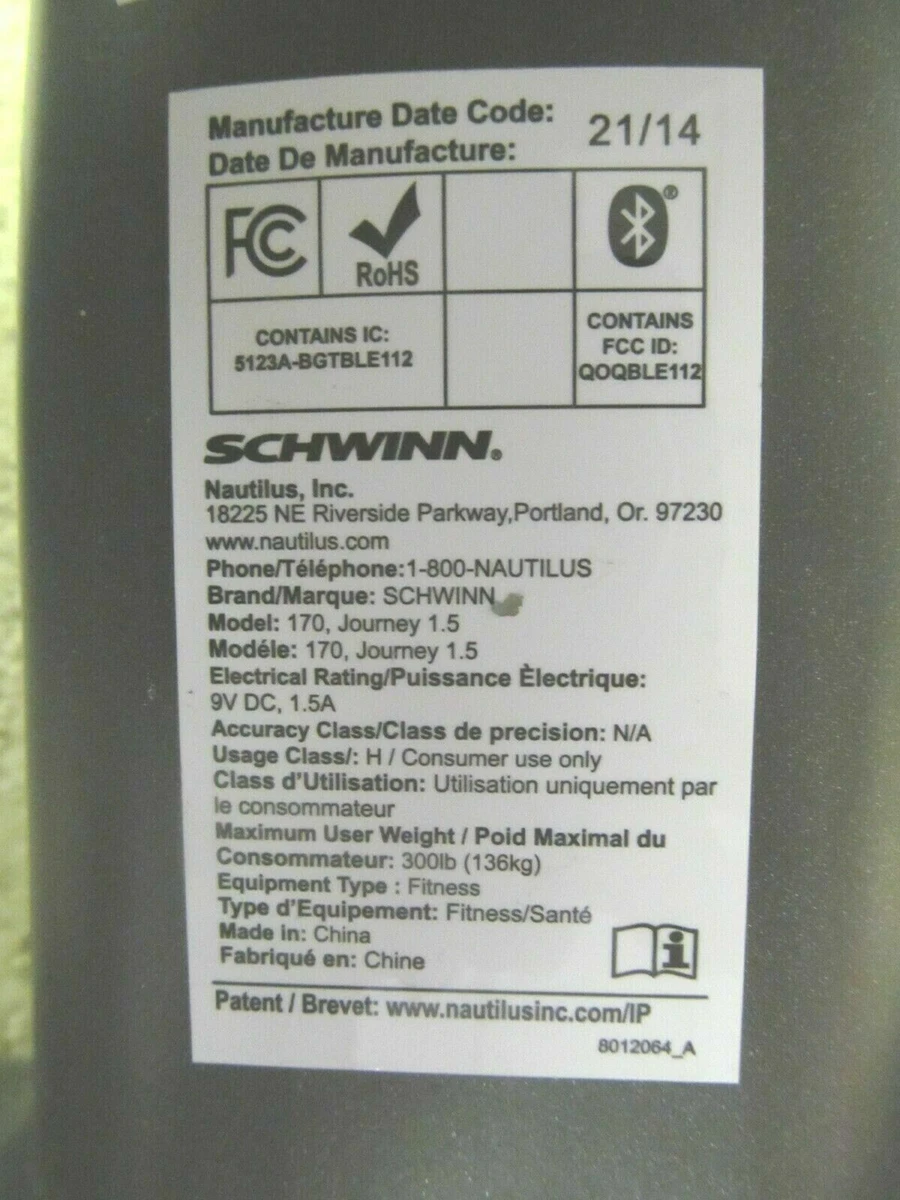 Manufacture Date Code: 21/14
Date De Manufacture:
FC
RoHS
®
CONTAINS IC:
5123A-BGTBLE112
CONTAINS
FCC ID:
QOQBLE112
SCHWINN®
Nautilus, Inc.
18225 NE Riverside Parkway,Portland, Or. 97230
www.nautilus.com
Phone/Téléphone:1-800-NAUTILUS
Brand/Marque: SCHWINN
Model: 170, Journey 1.5
Modéle: 170, Journey 1.5
Electrical Rating/Puissance Èlectrique:
9V DC, 1.5A
Accuracy Class/Class de precision: N/A
Usage Class/: H / Consumer use only
Class d'Utilisation: Utilisation uniquement par
le consommateur
Maximum User Weight / Poid Maximal du
Consommateur: 300lb (136kg)
Equipment Type : Fitness
Type d'Equipement: Fitness/Santé
Made in: China
Fabriqué en: Chine
Patent / Brevet: www.nautilusinc.com/IP
8012064_A